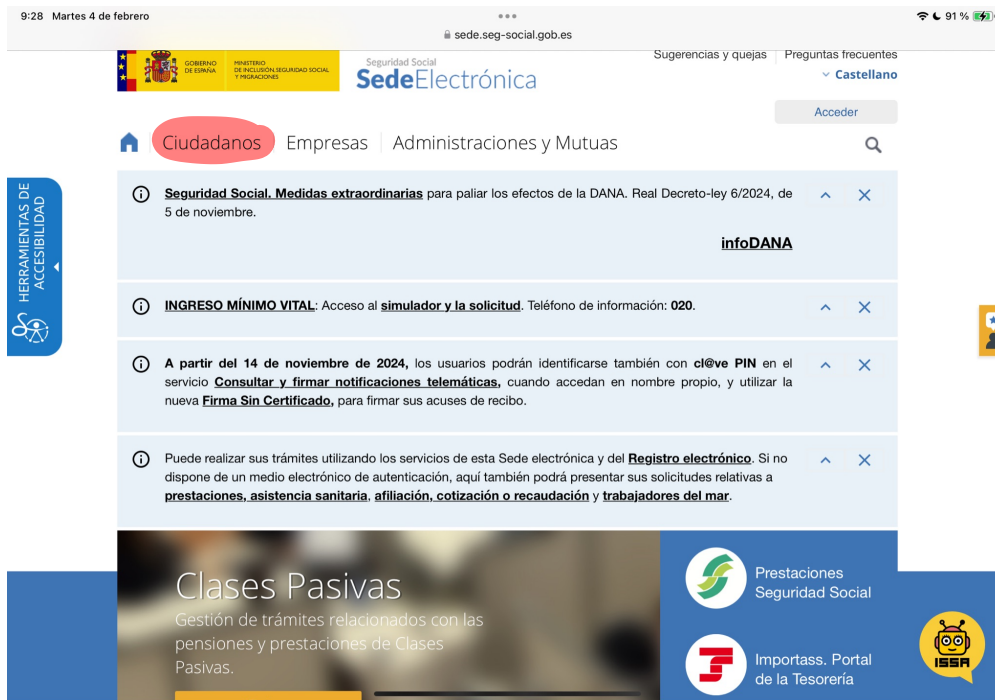 9:28 Martes 4 de febrero
91 %
sede.seg-social.gob.es
GOBIERNO
DE ESPAÑA
MINISTERIO
DE INCLUSIÓN, SEGURIDAD SOCIAL
Y MIGRACIONES
Seguridad Social
SedeElectrónica
Sugerencias y quejas
Preguntas frecuentes
Castellano
Acceder
Ciudadanos
Empresas
Administraciones y Mutuas
HERRAMIENTAS DE
ACCESIBILIDAD
Seguridad Social. Medidas extraordinarias para paliar los efectos de la DANA. Real Decreto-ley 6/2024, de
5 de noviembre.
infoDANA
INGRESO MÍNIMO VITAL: Acceso al simulador y la solicitud. Teléfono de información: 020.
A partir del 14 de noviembre de 2024, los usuarios podrán identificarse también con cl@ve PIN en el
servicio Consultar y firmar notificaciones telemáticas, cuando accedan en nombre propio, y utilizar la
nueva Firma Sin Certificado, para firmar sus acuses de recibo.
Puede realizar sus trámites utilizando los servicios de esta Sede electrónica y del Registro electrónico. Si no
dispone de un medio electrónico de autenticación, aquí también podrá presentar sus solicitudes relativas a
prestaciones, asistencia sanitaria, afiliación, cotización o recaudación y trabajadores del mar.
Clases Pasivas
Gestión de trámites relacionados con las
pensiones y prestaciones de Clases
Pasivas.
Prestaciones
Seguridad Social
Importass. Portal
de la Tesorería
ISSA